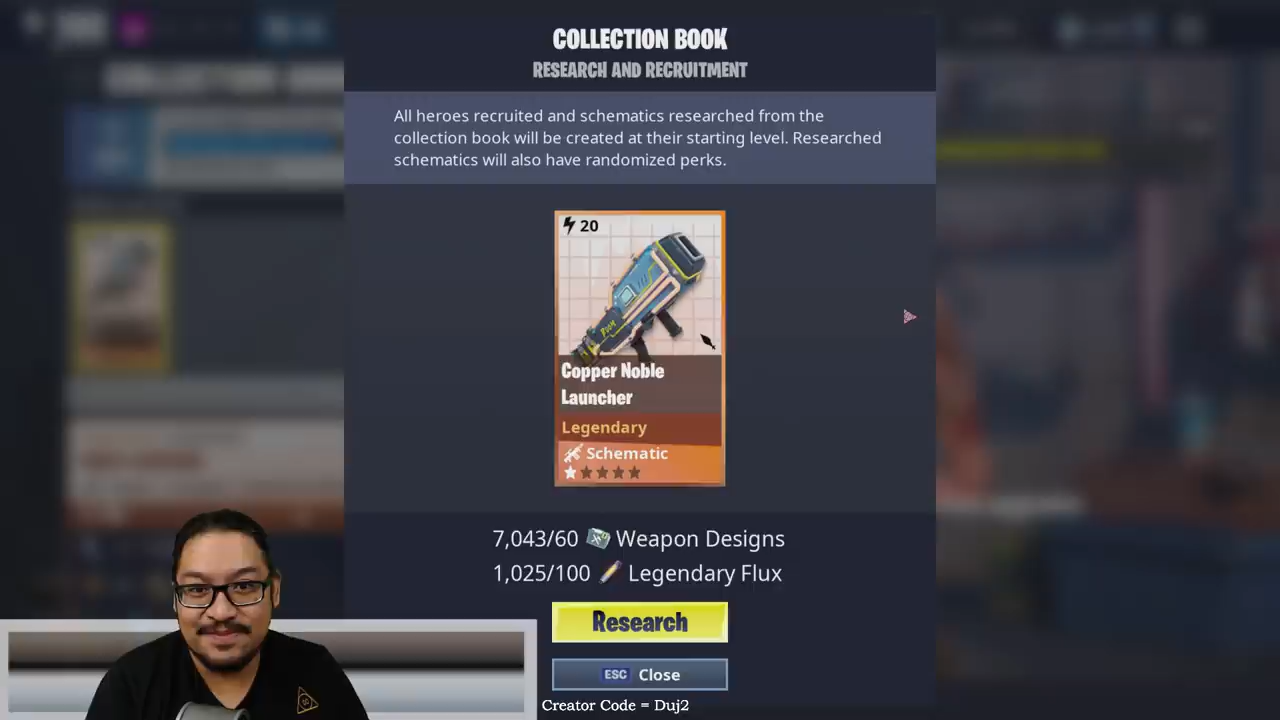 COLLECTION BOOK
RESEARCH AND RECRUITMENT
All heroes recruited and schematics researched from the
collection book will be created at their starting level. Researched
schematics will also have randomized perks.
20
Copper Noble
Launcher
Legendary
Schematic
7,043/60 Weapon Designs
1,025/100 Legendary Flux
Research
ESC Close
Creator Code = Duj2